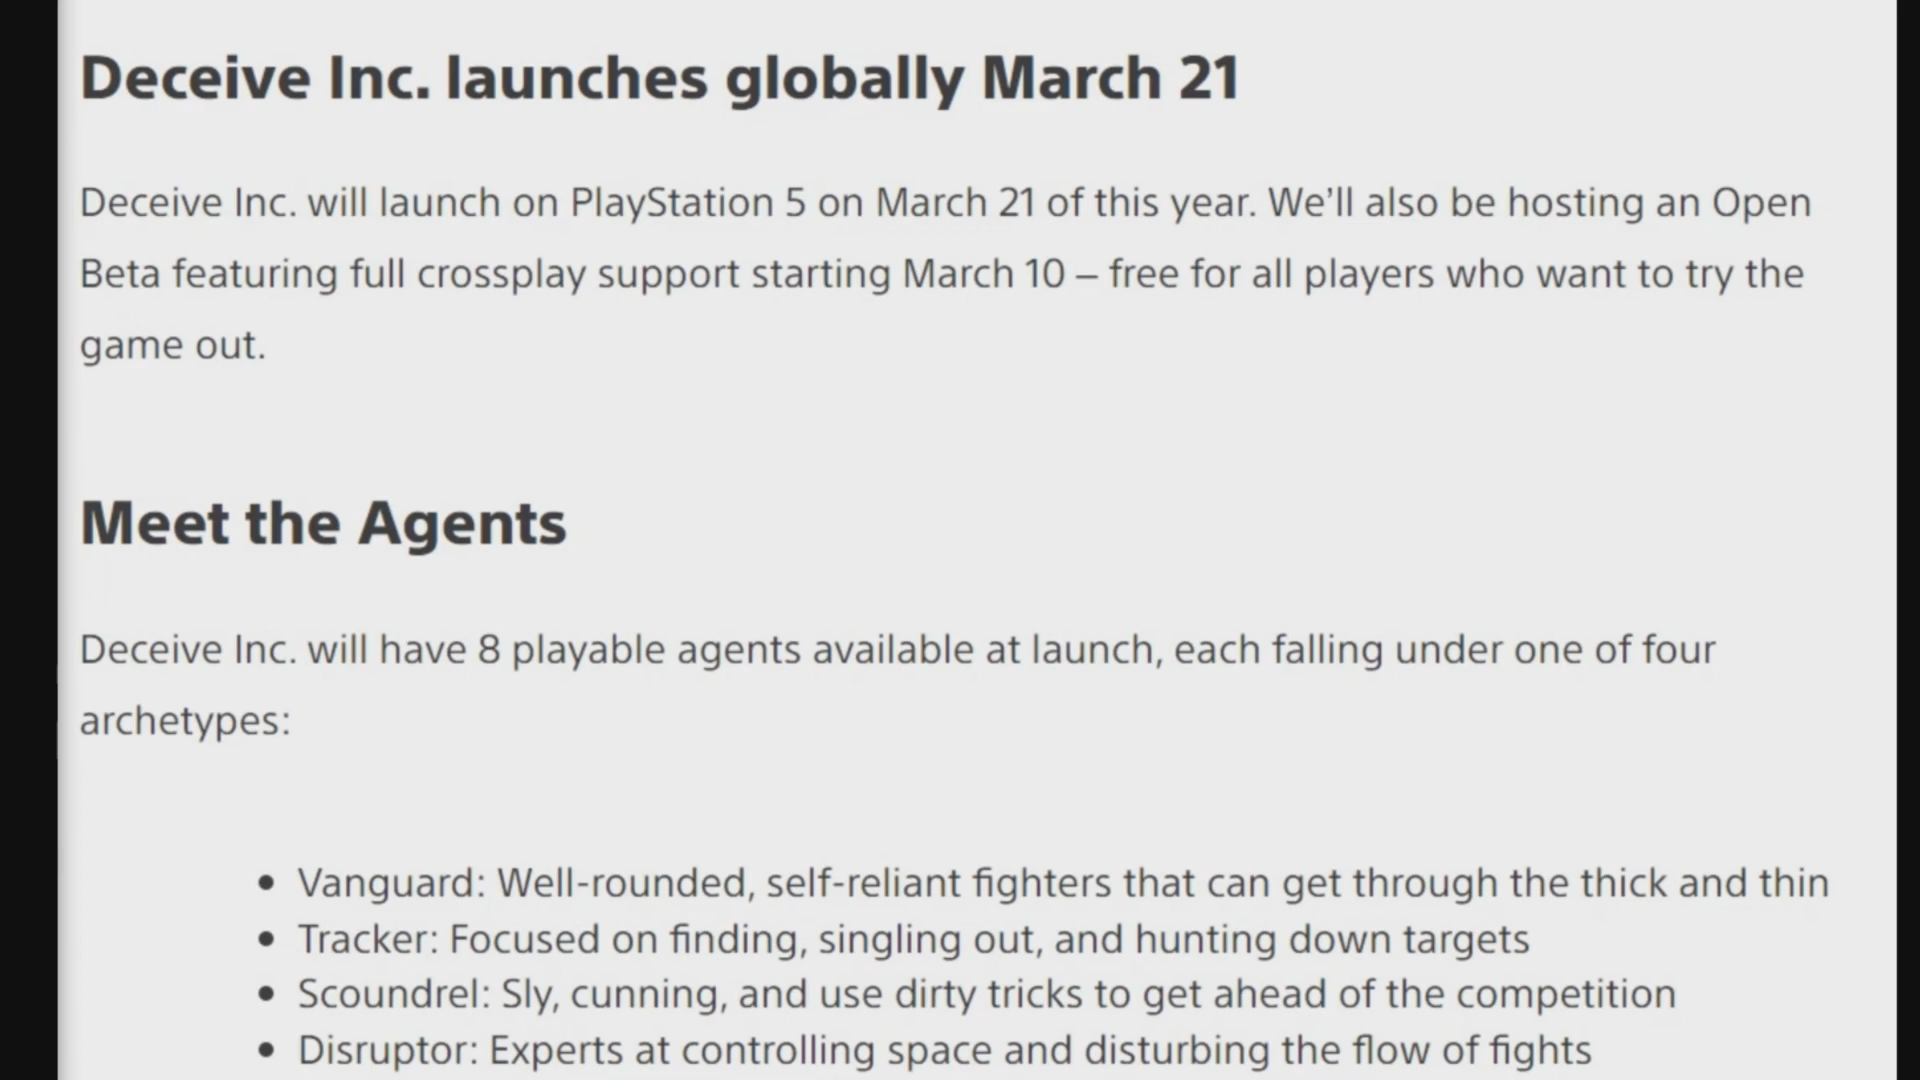 Deceive Inc. launches globally March 21
Deceive Inc. will launch on PlayStation 5 on March 21 of this year. We’ll also be hosting an Open
Beta featuring full crossplay support starting March 10 – free for all players who want to try the
game out.
Meet the Agents
Deceive Inc. will have 8 playable agents available at launch, each falling under one of four
archetypes:
• Vanguard: Well-rounded, self-reliant fighters that can get through the thick and thin
• Tracker: Focused on finding, singling out, and hunting down targets
• Scoundrel: Sly, cunning, and use dirty tricks to get ahead of the competition
• Disruptor: Experts at controlling space and disturbing the flow of fights